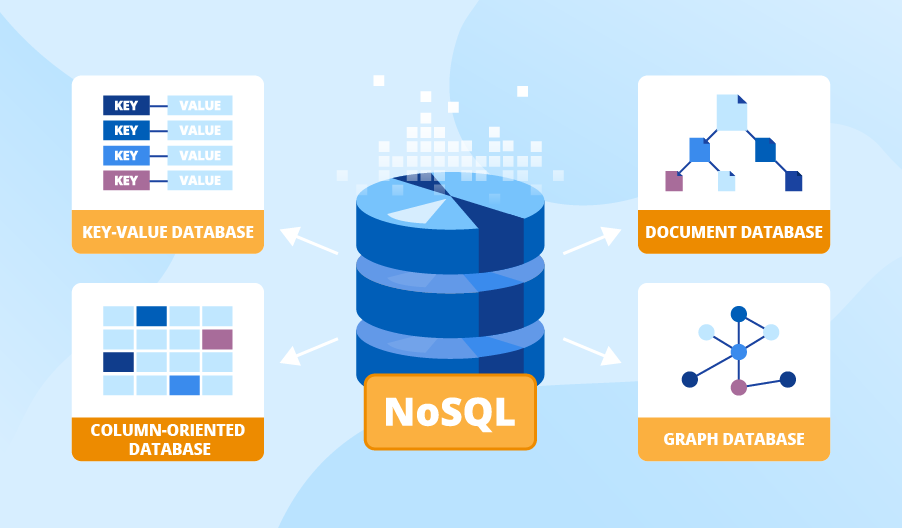 KEY VALUE
KEY VALUE
KEY VALUE
KEY VALUE
KEY-VALUE DATABASE
DOCUMENT DATABASE
COLUMN-ORIENTED
DATABASE
NoSQL
GRAPH DATABASE